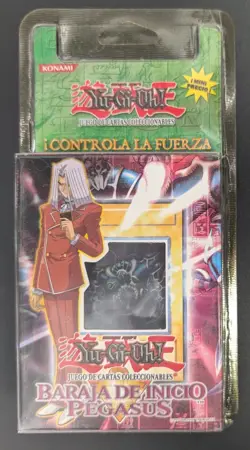 KONAMI
Yu-Gi-Oh!
JUEGO DE CARTAS COLECCIONABLES
¡CONTROLA LA FUERZA
Yu-Gi-Oh!
JUEGO DE CARTAS COLECCIONABLES
BARAJA DE INICIO
PEGASUS